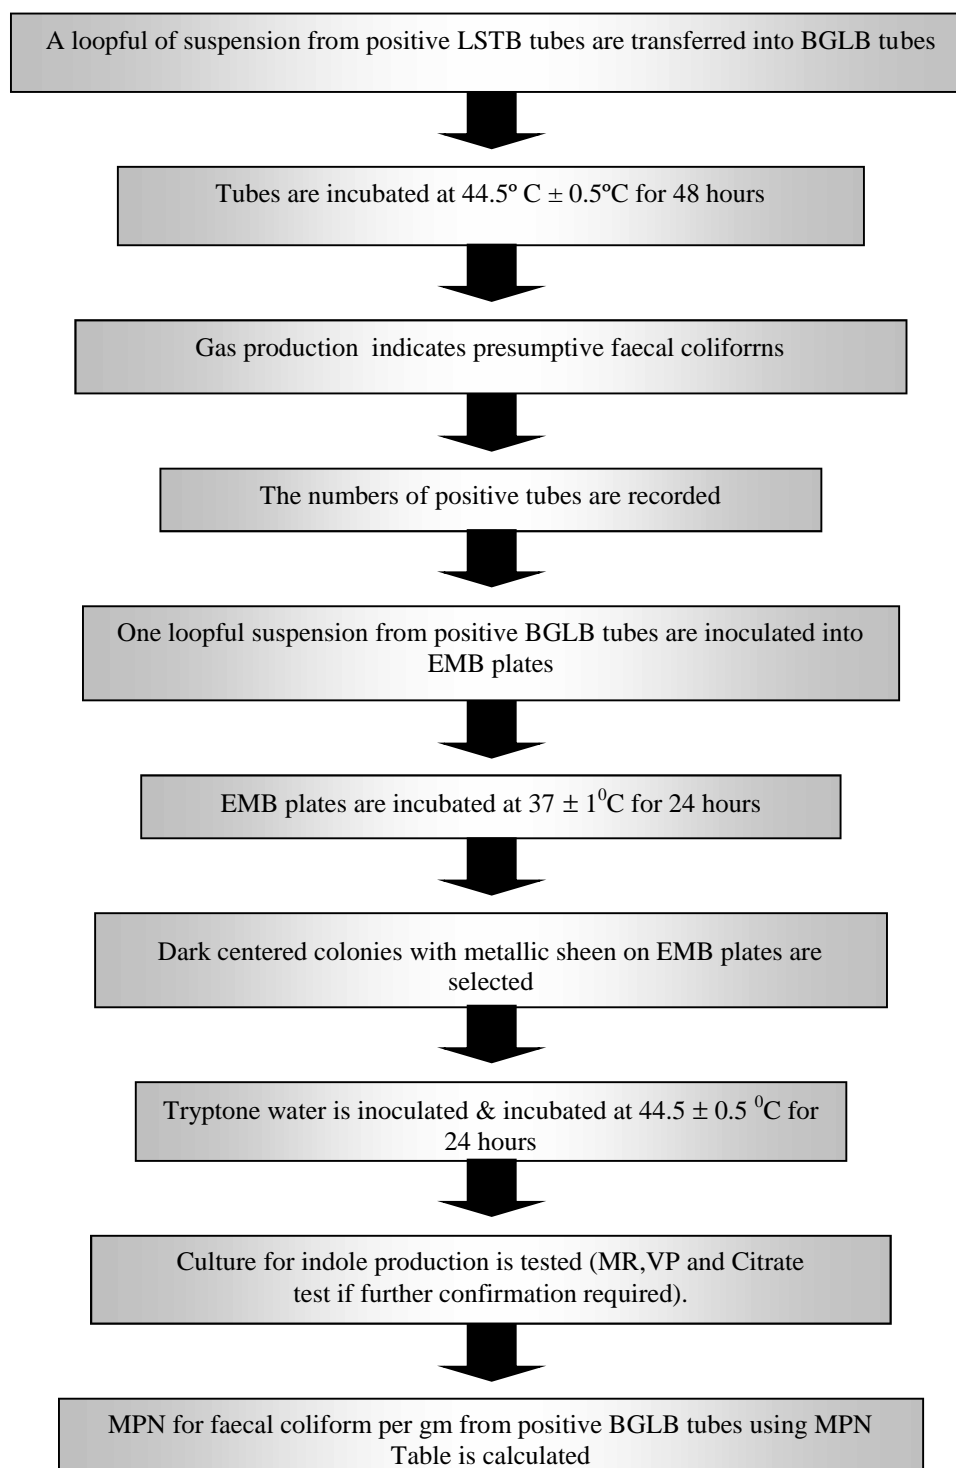 A loopful of suspension from positive LSTB tubes are transferred into BGLB tubes
Tubes are incubated at 44.5º C ± 0.5ºC for 48 hours
Gas production indicates presumptive faecal coliforrns
The numbers of positive tubes are recorded
One loopful suspension from positive BGLB tubes are inoculated into
EMB plates
EMB plates are incubated at 37 ± 1⁰C for 24 hours
Dark centered colonies with metallic sheen on EMB plates are
selected
Tryptone water is inoculated & incubated at 44.5 ± 0.5 ⁰C for
24 hours
Culture for indole production is tested (MR,VP and Citrate
test if further confirmation required).
MPN for faecal coliform per gm from positive BGLB tubes using MPN
Table is calculated